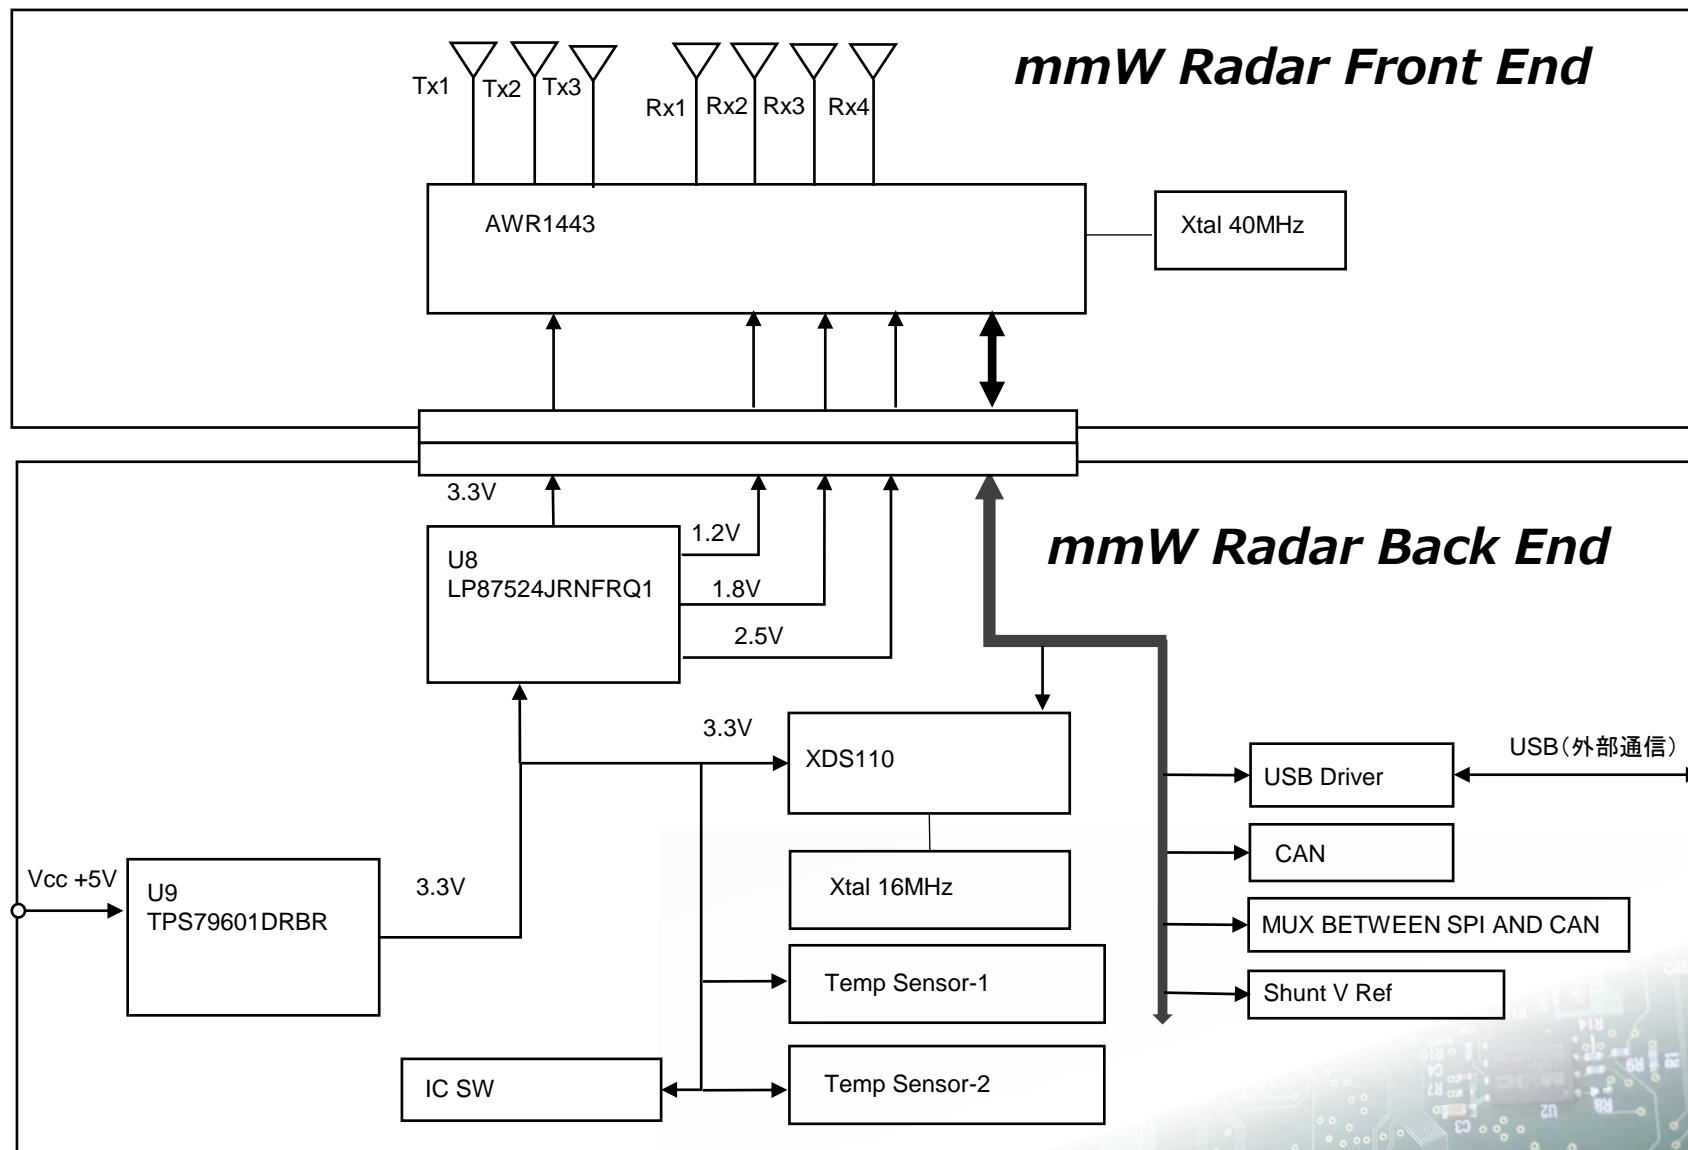 mmW Radar Front End
Tx1
Tx2
Tx3
Rx1
Rx2
Rx3
Rx4
AWR1443
Xtal 40MHz
3.3V
mmW Radar Back End
1.2V
U8
LP87524JRNFRQ1
1.8V
2.5V
3.3V
XDS110
USB（外部通信）
USB Driver
CAN
Vcc +5V
U9
TPS79601DRBR
3.3V
Xtal 16MHz
MUX BETWEEN SPI AND CAN
Temp Sensor-1
Shunt V Ref
IC SW
Temp Sensor-2